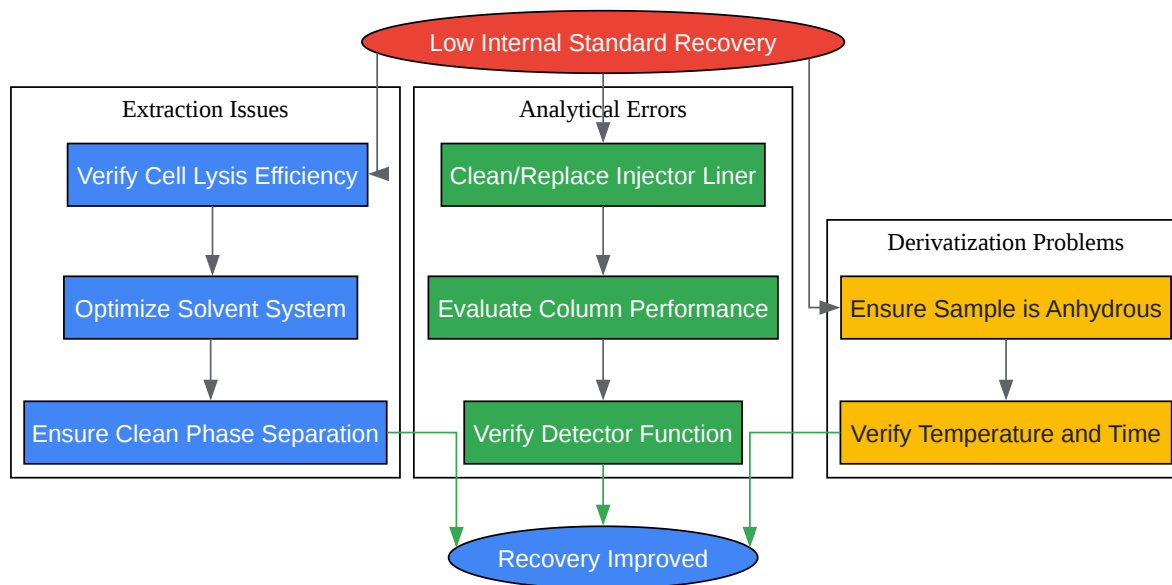 Low Internal Standard Recovery
Extraction Issues
Verify Cell Lysis Efficiency
Optimize Solvent System
Ensure Clean Phase Separation
Analytical Errors
Clean/Replace Injector Liner
Evaluate Column Performance
Verify Detector Function
Derivatization Problems
Ensure Sample is Anhydrous
Verify Temperature and Time
Recovery Improved